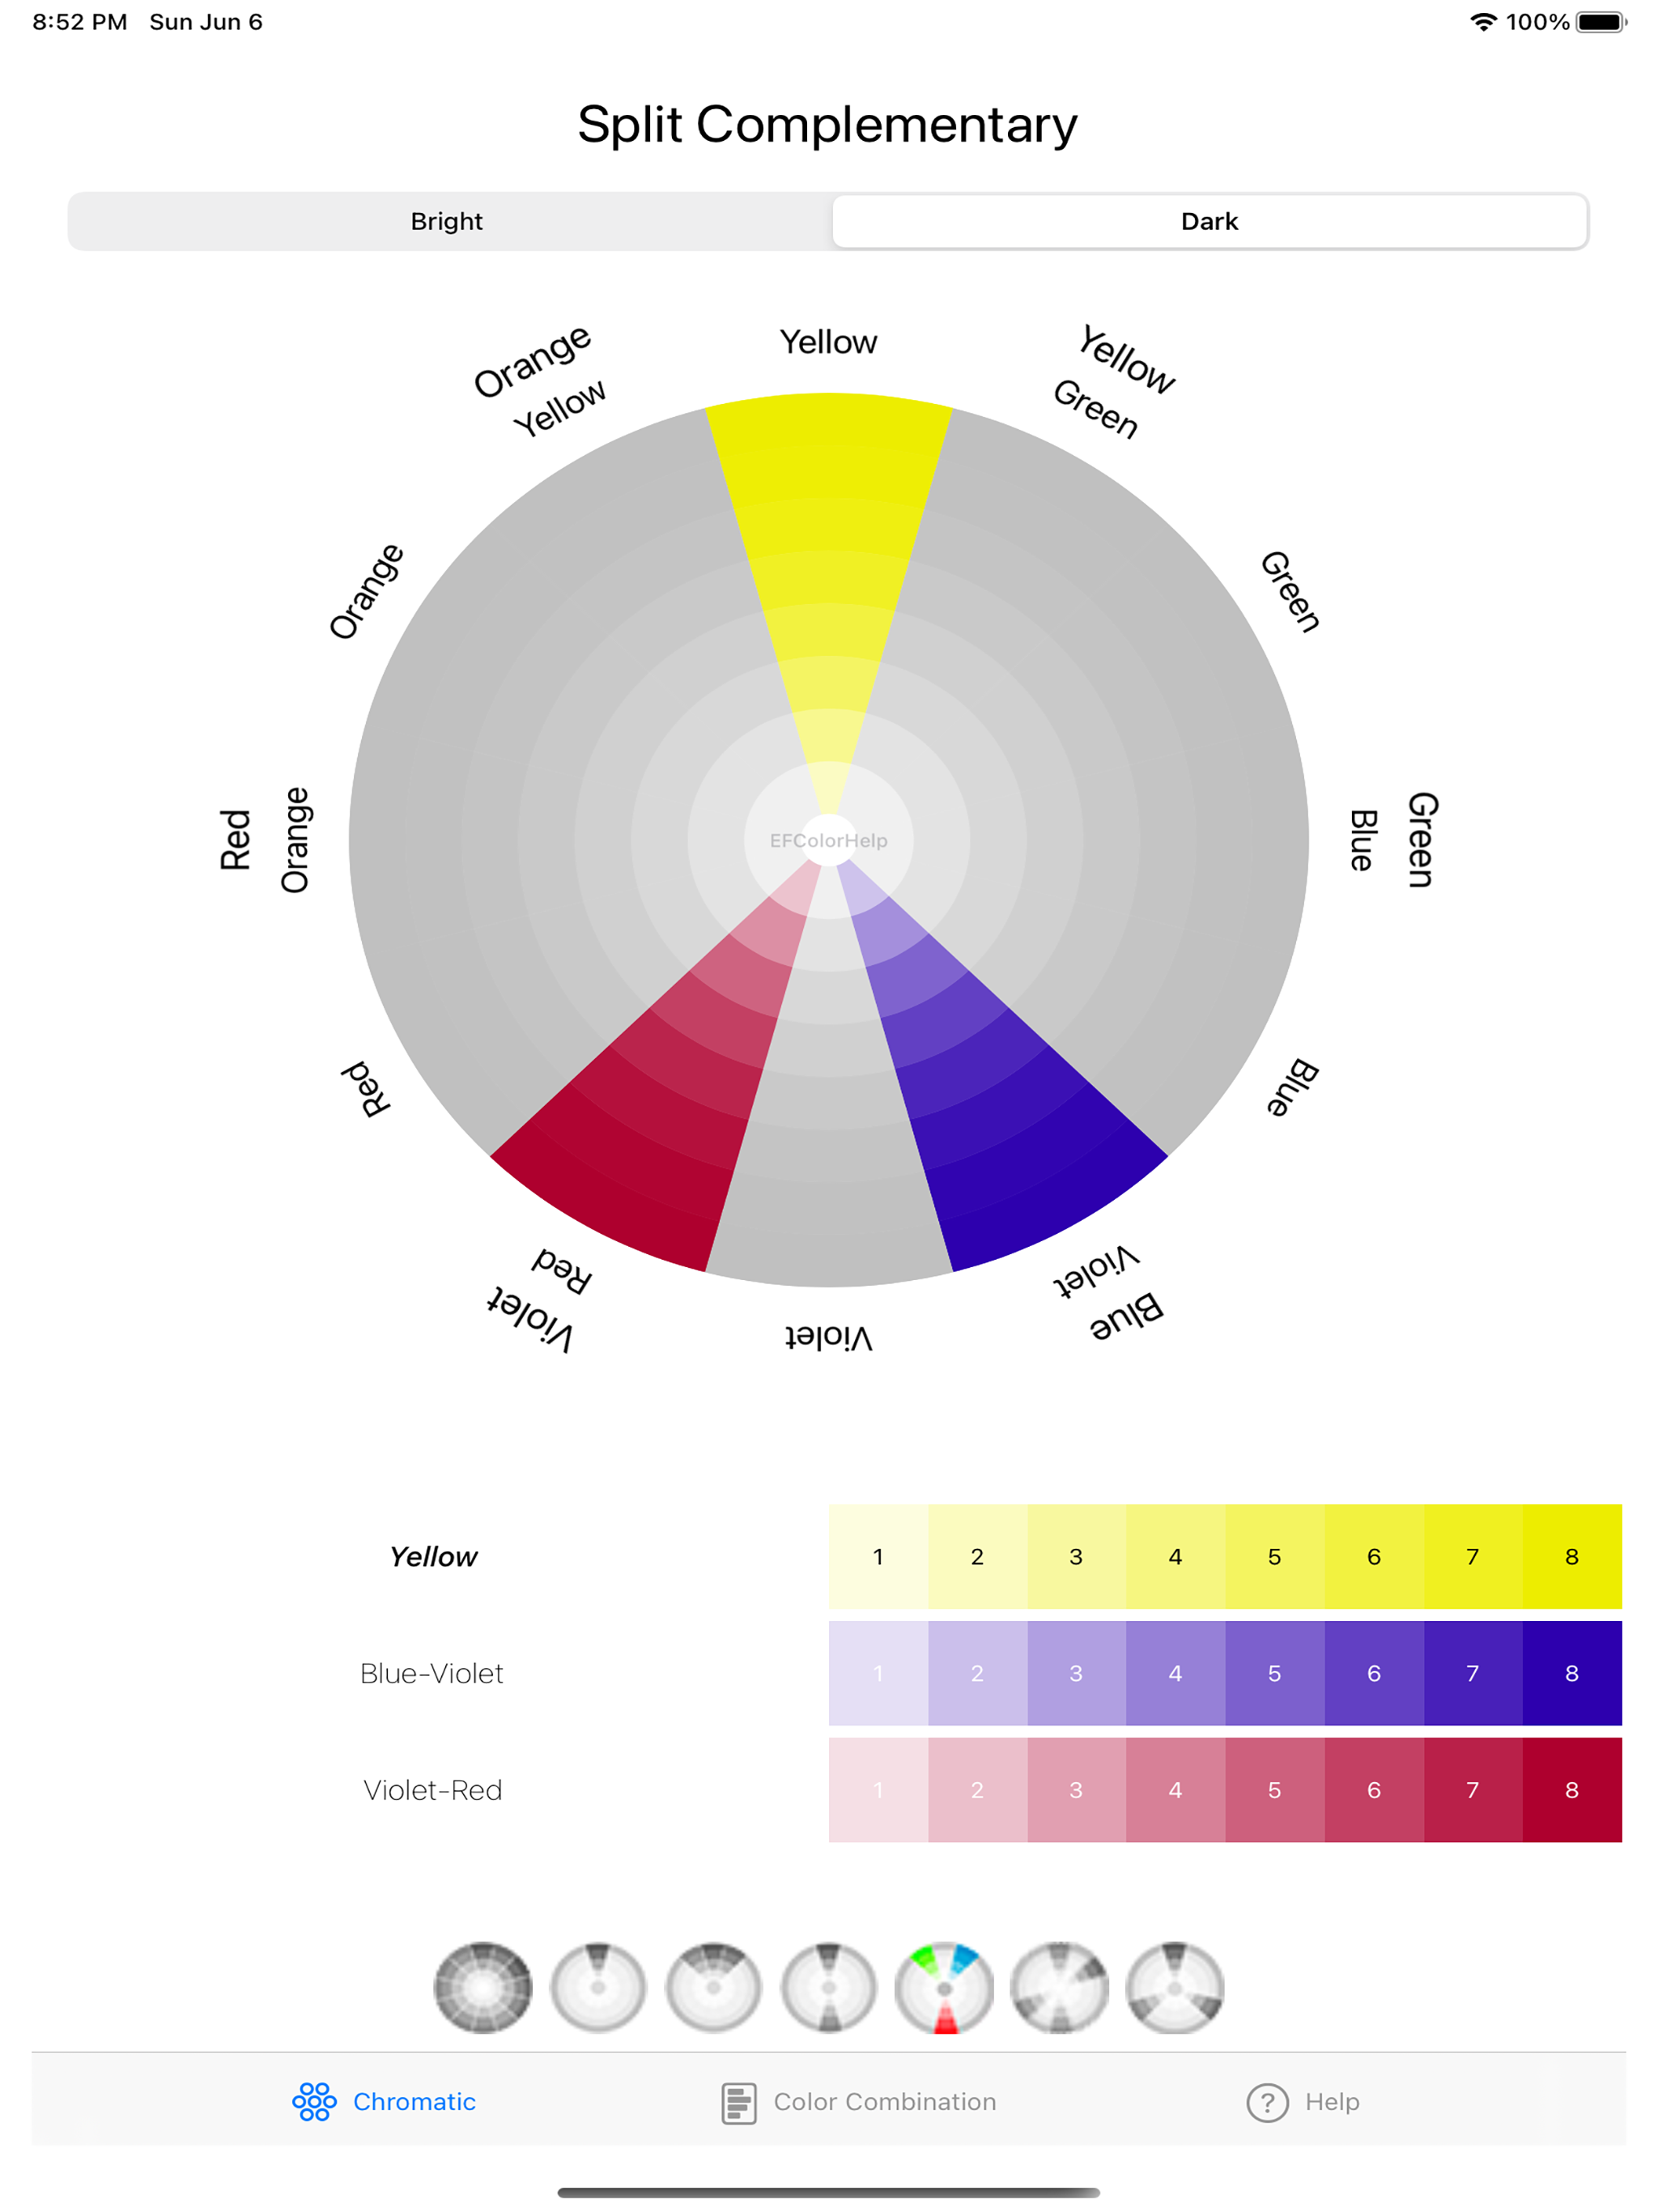 8:52 PM Sun Jun 6
100%
Split Complementary
Bright
Dark
Orange
Yellow
Yellow
Yellow
Green
Orange
Green
Red
Orange
EFColorHelp
Blue
Green
Red
Blue
Red
Violet
Violet
Violet
Blue
Yellow 1 2 3 4 5 6 7 8
Blue-Violet 1 2 3 4 5 6 7 8
Violet-Red 1 2 3 4 5 6 7 8
Chromatic
Color Combination
? Help